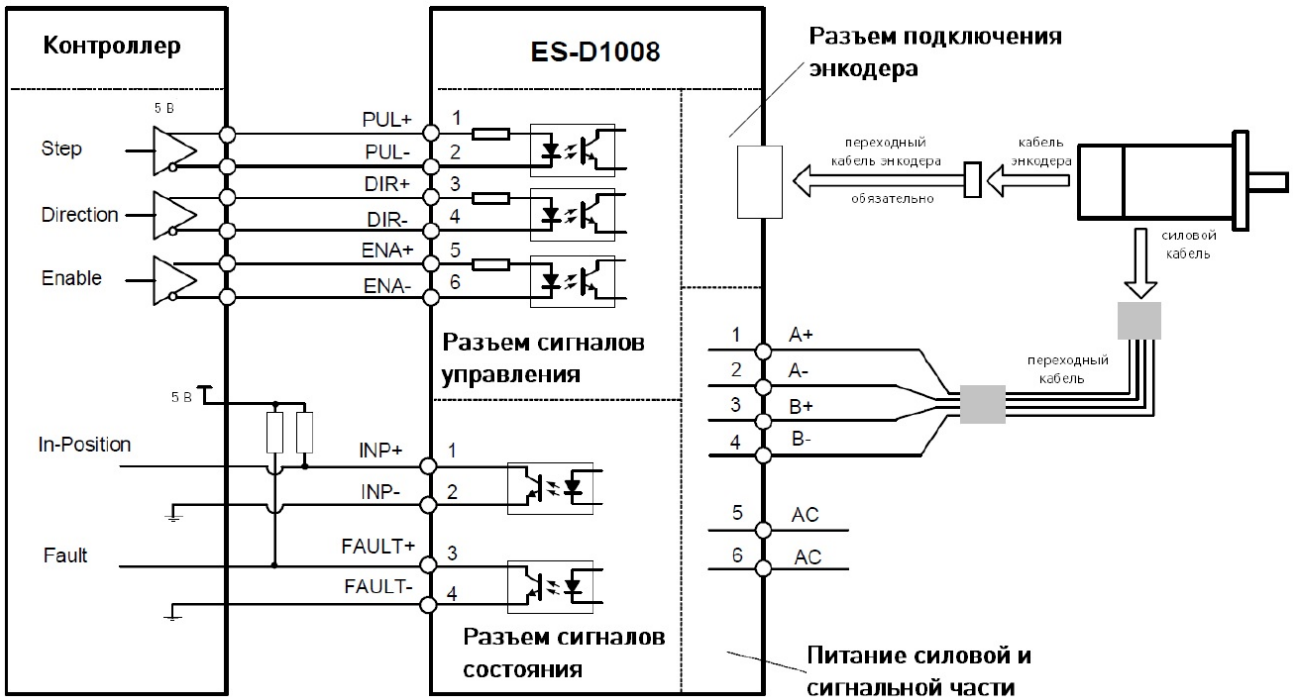 Контроллер
ES-D1008
Разъем подключения
энкодера
5 В
Step
PUL+
1
PUL-
2
Direction
DIR+
3
DIR-
4
Enable
ENA+
5
ENA-
6
переходный
кабель энкодера
обязательно
кабель
энкодера
силовой
кабель
Разъем сигналов
управления
1
A+
2
A-
3
B+
4
B-
переходный
кабель
5 В
In-Position
INP+
1
INP-
2
5
AC
6
AC
Fault
FAULT+
3
FAULT-
4
Разъем сигналов
состояния
Питание силовой и
сигнальной части